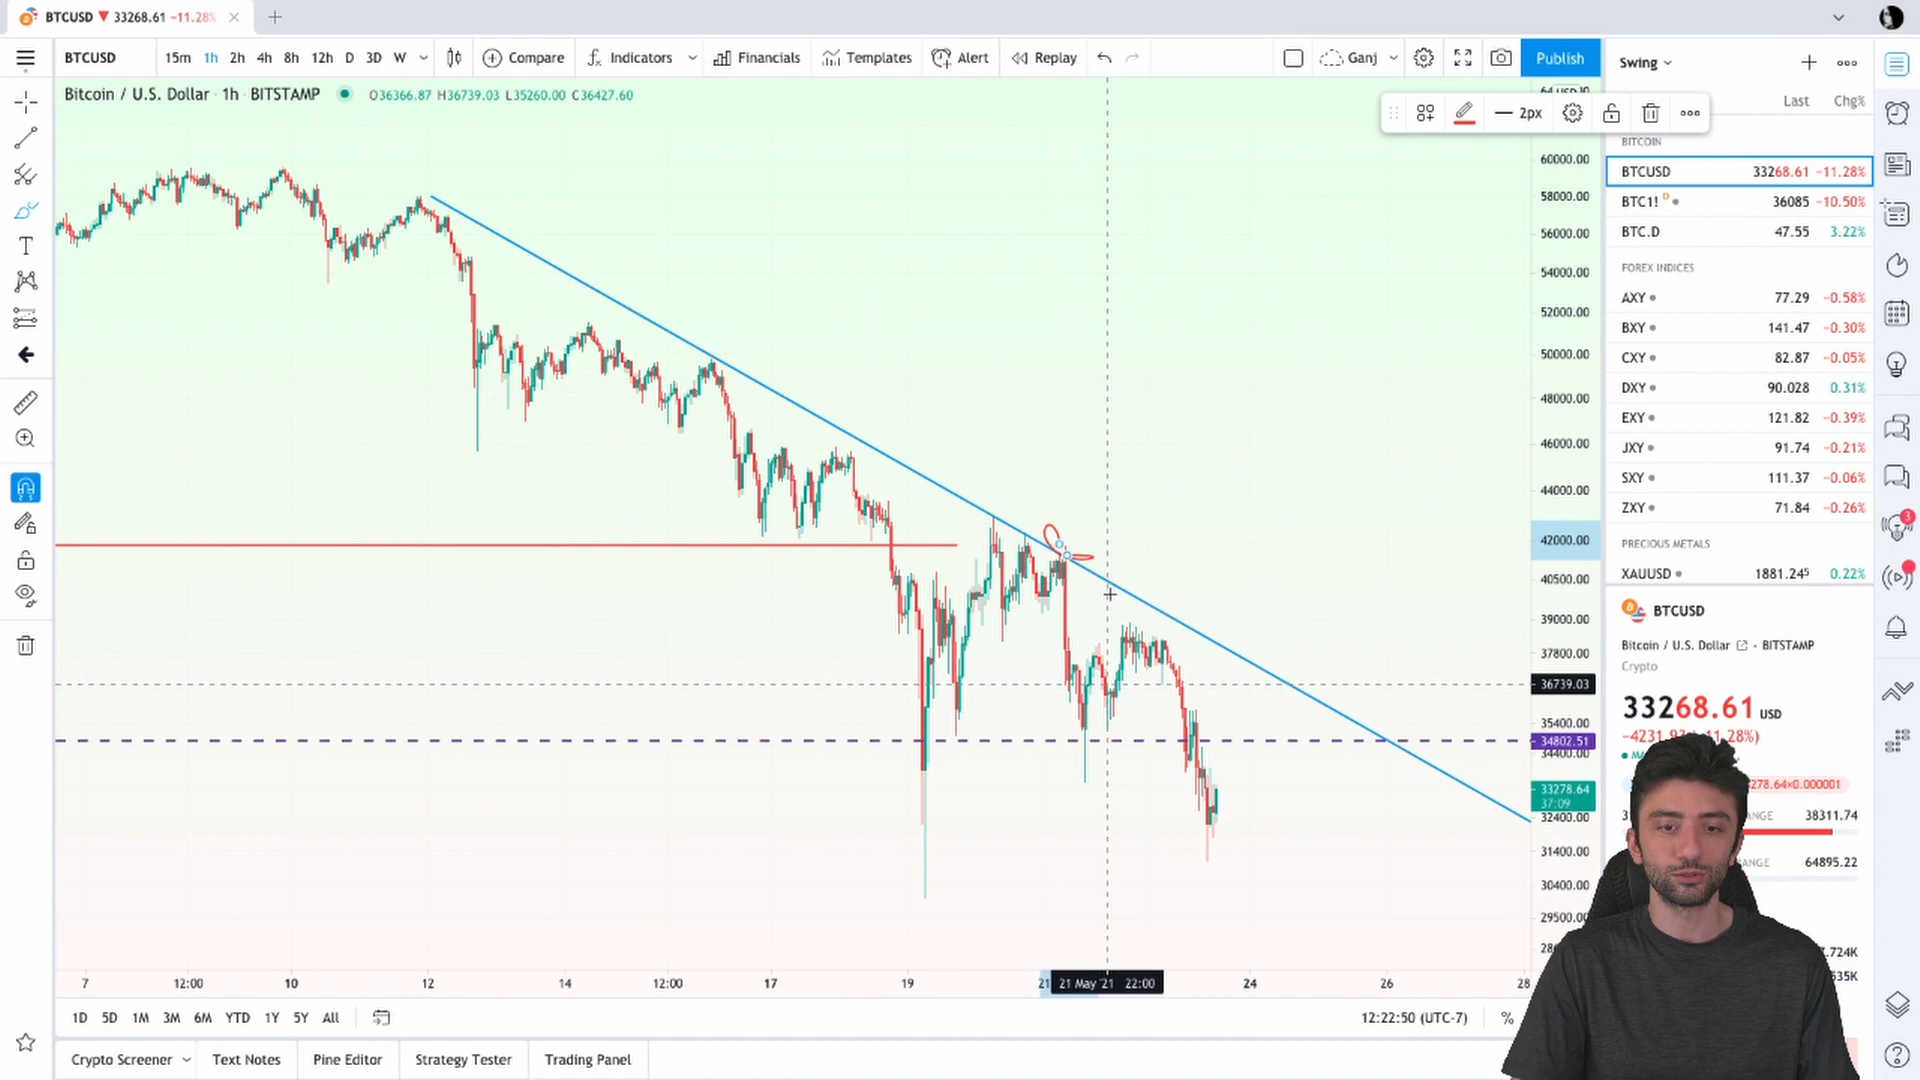 BTCUSD ▼ 33268.61 −11.28%
BTCUSD 15m 1h 2h 4h 8h 12h D 3D W Compare Indicators Financials Templates Alert Replay Ganj Publish
Swing
Bitcoin / U.S. Dollar · 1h · BITSTAMP O36366.87 H36739.03 L35260.00 C36427.60
2px
Last Chg%
BITCOIN
BTCUSD 33268.61 −11.28%
BTC1! D 36085 −10.50%
BTC.D 47.55 3.22%
FOREX INDICES
AXY 77.29 −0.58%
BXY 141.47 −0.30%
CXY 82.87 −0.05%
DXY 90.028 0.31%
EXY 121.82 −0.39%
JXY 91.74 −0.21%
SXY 111.37 −0.06%
ZXY 71.84 −0.26%
PRECIOUS METALS
XAUUSD 1881.245 0.22%
60000.00
58000.00
56000.00
54000.00
52000.00
50000.00
48000.00
46000.00
44000.00
42000.00
40500.00
39000.00
37800.00
36739.03
35400.00
34802.51
34400.00
33278.64
37:09
32400.00
31400.00
30400.00
29500.00
3
BTCUSD
Bitcoin / U.S. Dollar · BITSTAMP
Crypto
33268.61 USD
278.64×0.000001
38311.74
64895.22
7 12:00 10 12 14 12:00 17 19 21 21 May '21 22:00 24 26 28
1D 5D 1M 3M 6M YTD 1Y 5Y All 12:22:50 (UTC-7) %
Crypto Screener Text Notes Pine Editor Strategy Tester Trading Panel